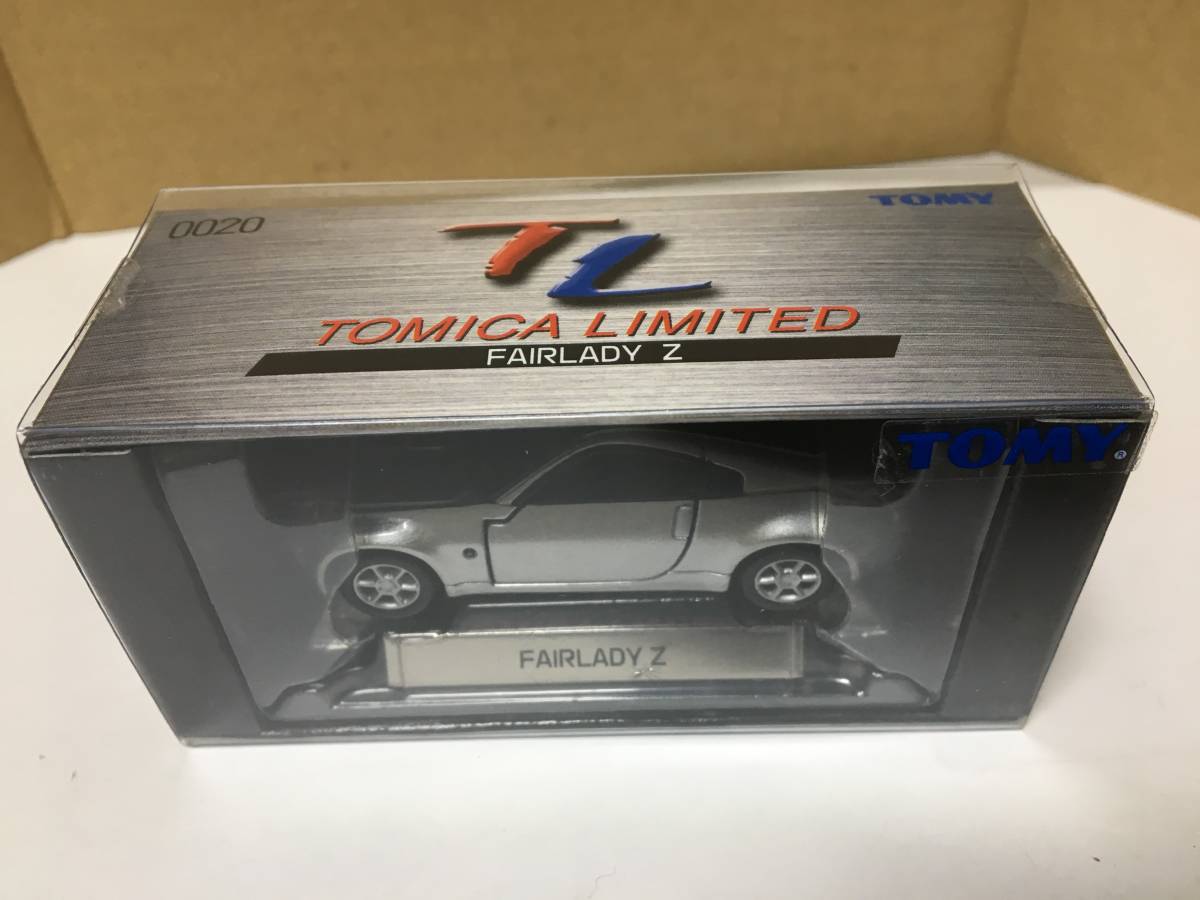 0020
TOMY
TL
TOMICA LIMITED
FAIRLADY Z
TOMY®
FAIRLADY Z